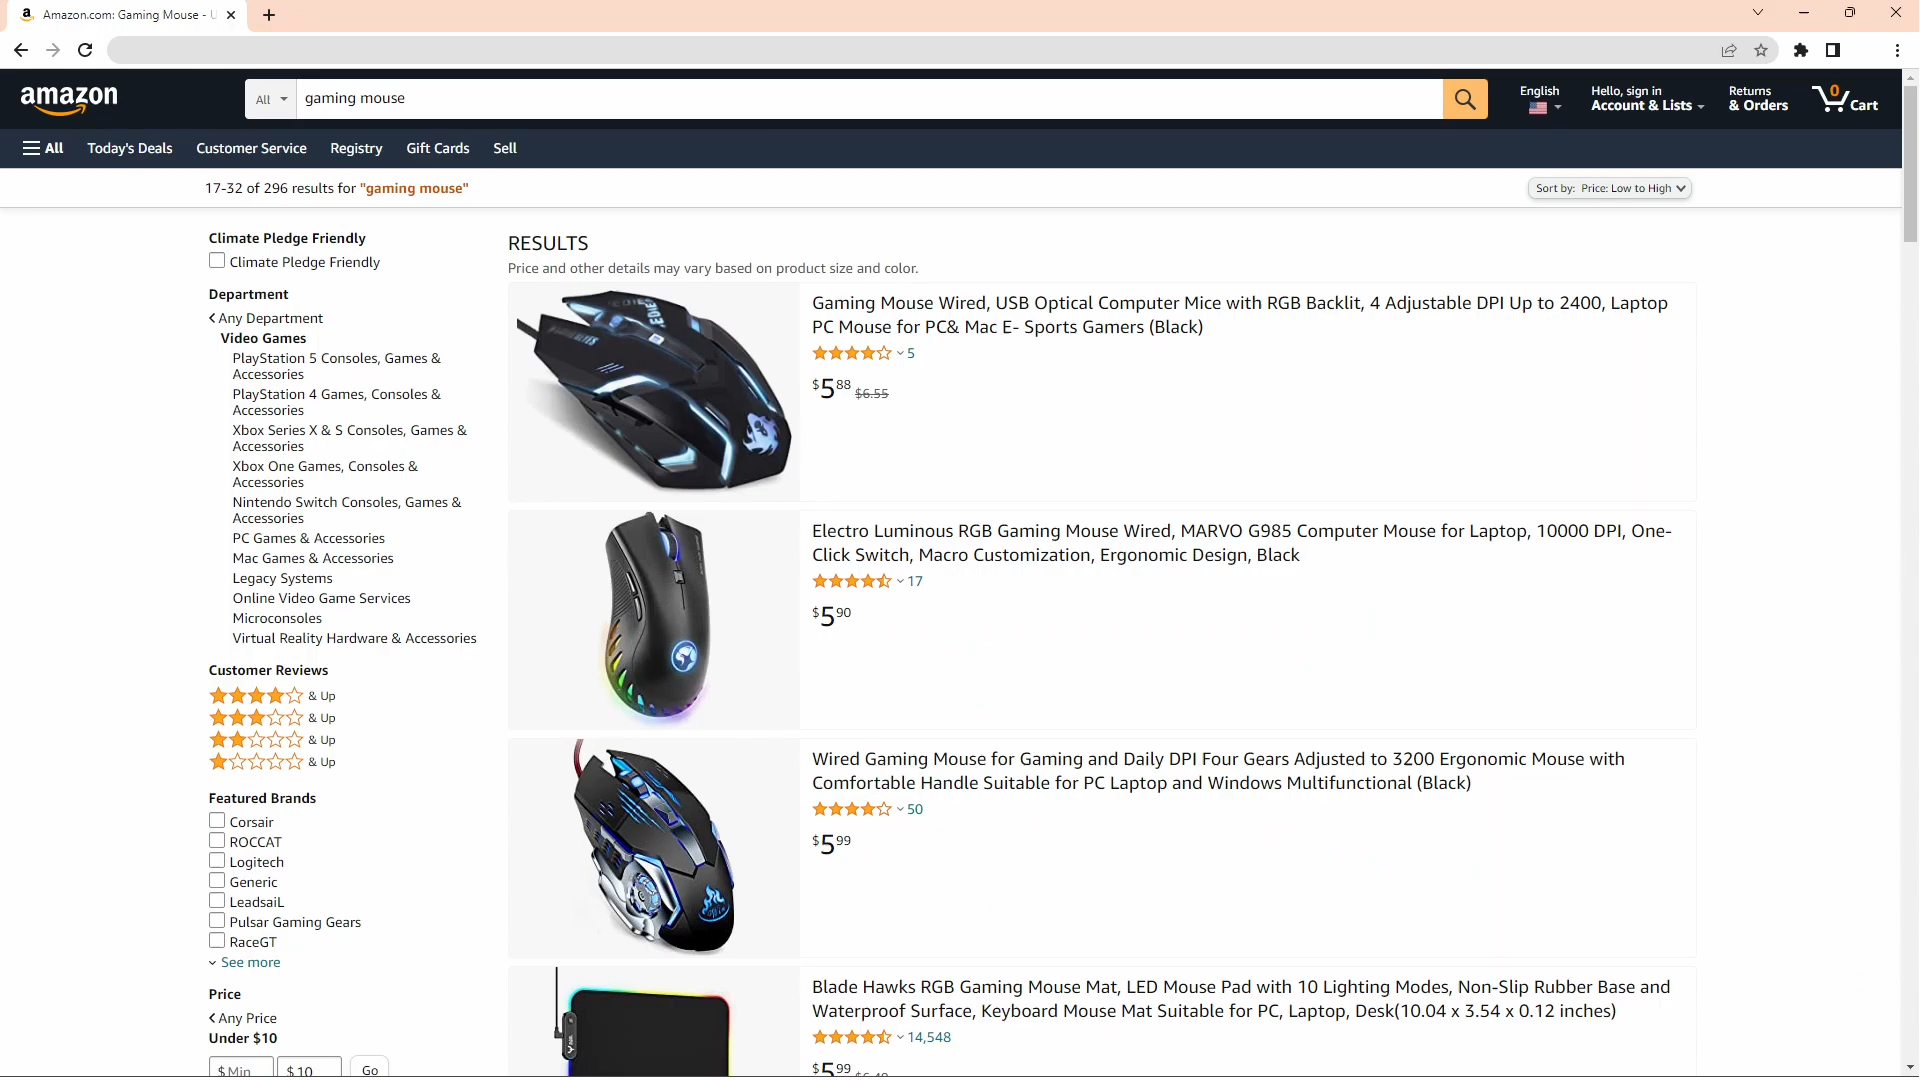 Amazon.com: Gaming Mouse - U
amazon
All
gaming mouse
English
Hello, sign in
Account & Lists
Returns
& Orders
0
Cart
All
Today's Deals
Customer Service
Registry
Gift Cards
Sell
17-32 of 296 results for "gaming mouse"
Sort by: Price: Low to High
Climate Pledge Friendly
Climate Pledge Friendly
Department
Any Department
Video Games
PlayStation 5 Consoles, Games &
Accessories
PlayStation 4 Games, Consoles &
Accessories
Xbox Series X & S Consoles, Games &
Accessories
Xbox One Games, Consoles &
Accessories
Nintendo Switch Consoles, Games &
Accessories
PC Games & Accessories
Mac Games & Accessories
Legacy Systems
Online Video Game Services
Microconsoles
Virtual Reality Hardware & Accessories
Customer Reviews
& Up
& Up
& Up
& Up
Featured Brands
Corsair
ROCCAT
Logitech
Generic
LeadsaiL
Pulsar Gaming Gears
RaceGT
See more
Price
Any Price
Under $10
$ Min
$ 10
Go
RESULTS
Price and other details may vary based on product size and color.
Gaming Mouse Wired, USB Optical Computer Mice with RGB Backlit, 4 Adjustable DPI Up to 2400, Laptop
PC Mouse for PC& Mac E- Sports Gamers (Black)
5
$5.88 $6.55
Electro Luminous RGB Gaming Mouse Wired, MARVO G985 Computer Mouse for Laptop, 10000 DPI, One-
Click Switch, Macro Customization, Ergonomic Design, Black
17
$5.90
Wired Gaming Mouse for Gaming and Daily DPI Four Gears Adjusted to 3200 Ergonomic Mouse with
Comfortable Handle Suitable for PC Laptop and Windows Multifunctional (Black)
50
$5.99
Blade Hawks RGB Gaming Mouse Mat, LED Mouse Pad with 10 Lighting Modes, Non-Slip Rubber Base and
Waterproof Surface, Keyboard Mouse Mat Suitable for PC, Laptop, Desk(10.04 x 3.54 x 0.12 inches)
14,548
$5.99